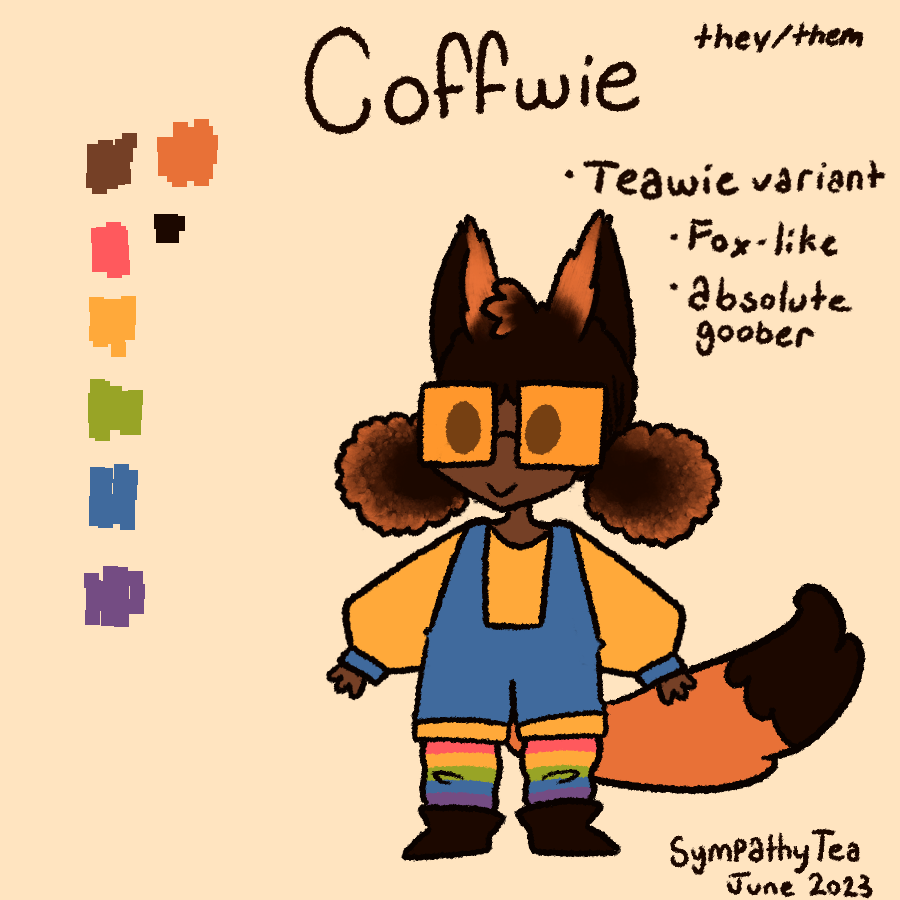 they/them
Coffwie
· Teawie variant
· Fox-like
· absolute
goober
SympathyTea
June 2023